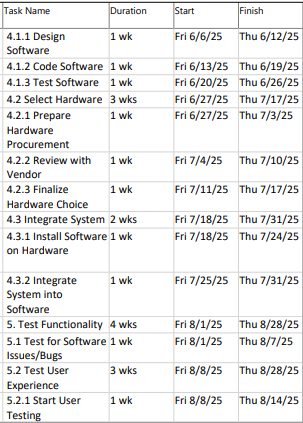 Task Name Duration Start Finish
4.1.1 Design 1 wk Fri 6/6/25 Thu 6/12/25
Software
4.1.2 Code Software 1 wk Fri 6/13/25 Thu 6/19/25
4.1.3 Test Software 1 wk Fri 6/20/25 Thu 6/26/25
4.2 Select Hardware 3 wks Fri 6/27/25 Thu 7/17/25
4.2.1 Prepare 1 wk Fri 6/27/25 Thu 7/3/25
Hardware
Procurement
4.2.2 Review with 1 wk Fri 7/4/25 Thu 7/10/25
Vendor
4.2.3 Finalize 1 wk Fri 7/11/25 Thu 7/17/25
Hardware Choice
4.3 Integrate System 2 wks Fri 7/18/25 Thu 7/31/25
4.3.1 Install Software 1 wk Fri 7/18/25 Thu 7/24/25
on Hardware
4.3.2 Integrate 1 wk Fri 7/25/25 Thu 7/31/25
System into
Software
5. Test Functionality 4 wks Fri 8/1/25 Thu 8/28/25
5.1 Test for Software 1 wk Fri 8/1/25 Thu 8/7/25
Issues/Bugs
5.2 Test User 3 wks Fri 8/8/25 Thu 8/28/25
Experience
5.2.1 Start User 1 wk Fri 8/8/25 Thu 8/14/25
Testing